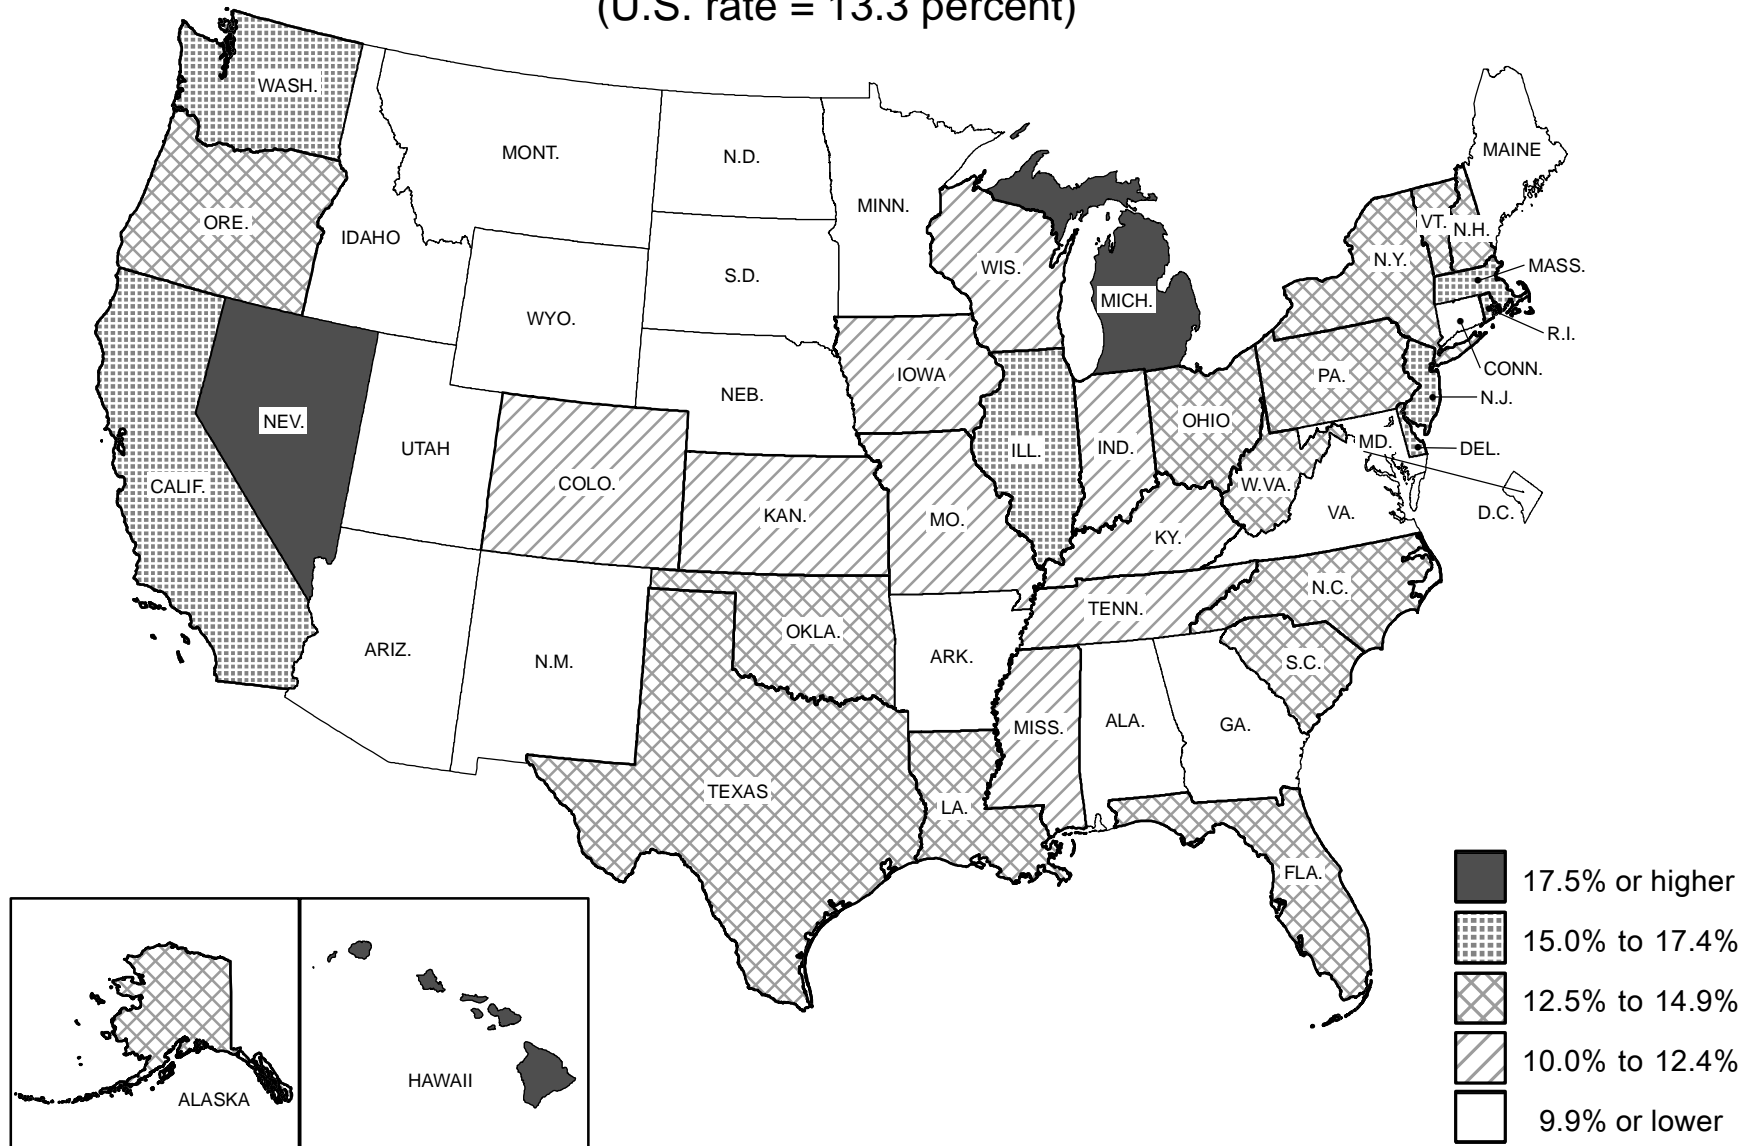 (U.S. rate = 13.3 percent)
WASH.
MONT.
N.D.
MINN.
MAINE
ORE.
IDAHO
VT.
N.H.
WIS.
N.Y.
MASS.
S.D.
WYO.
MICH.
R.I.
IOWA
CONN.
PA.
NEB.
N.J.
NEV.
UTAH
ILL.
IND.
OHIO
MD.
DEL.
CALIF.
COLO.
KAN.
MO.
W.VA.
VA.
D.C.
KY.
N.C.
TENN.
OKLA.
ARIZ.
N.M.
ARK.
S.C.
MISS.
ALA.
GA.
TEXAS
LA.
FLA.
17.5% or higher
15.0% to 17.4%
12.5% to 14.9%
10.0% to 12.4%
9.9% or lower
HAWAII
ALASKA